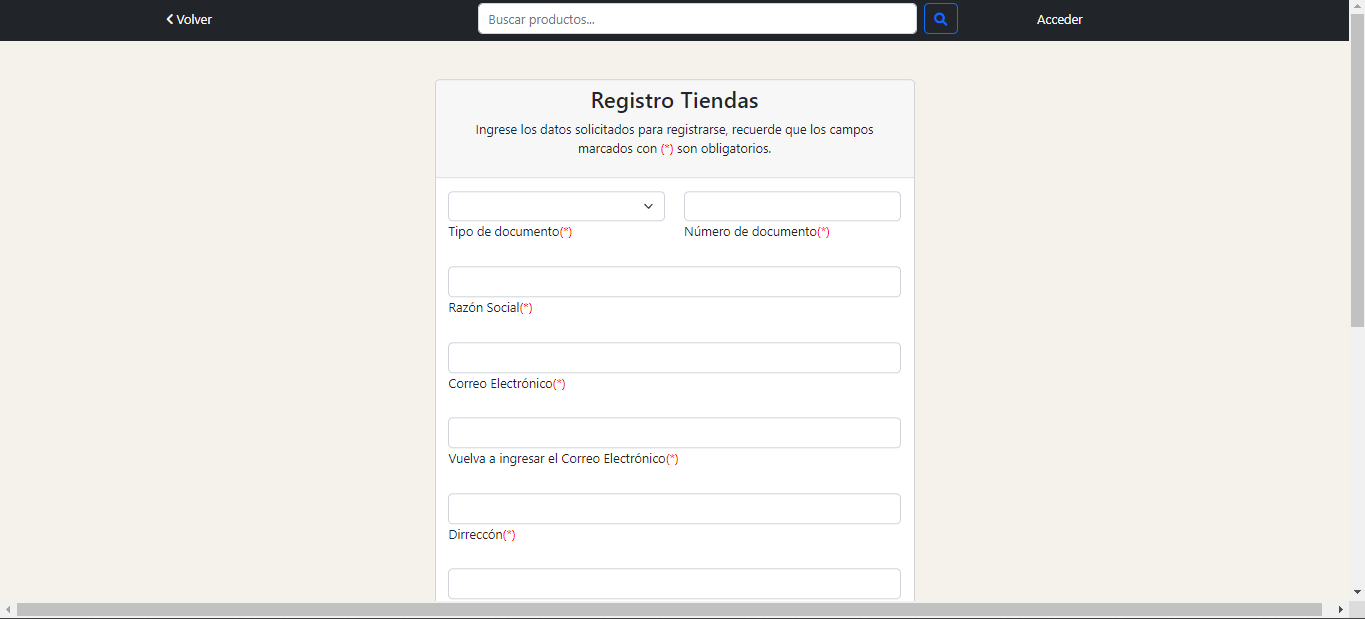 Volver
Buscar productos...
Acceder
Registro Tiendas
Ingrese los datos solicitados para registrarse, recuerde que los campos
marcados con (*) son obligatorios.
Tipo de documento(*)
Número de documento(*)
Razón Social(*)
Correo Electrónico(*)
Vuelva a ingresar el Correo Electrónico(*)
Dirreccón(*)